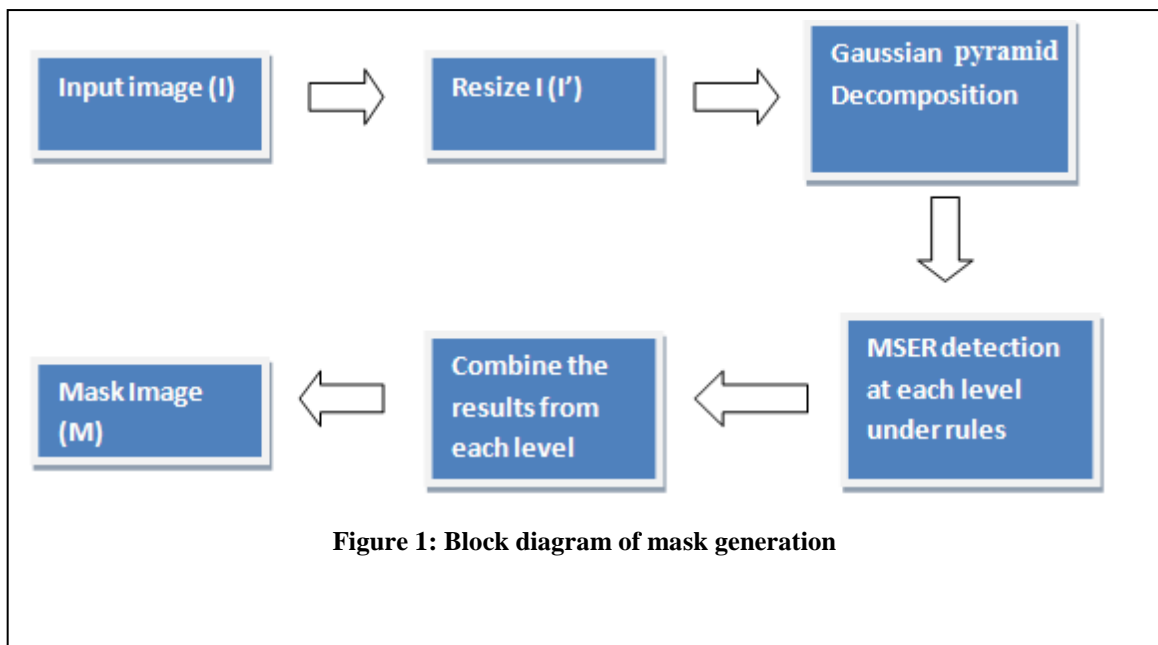 Input image (I)
Resize I (I’)
Gaussian pyramid
Decomposition
MSER detection
at each level
under rules
Combine the
results from
each level
Mask Image
(M)
Figure 1: Block diagram of mask generation